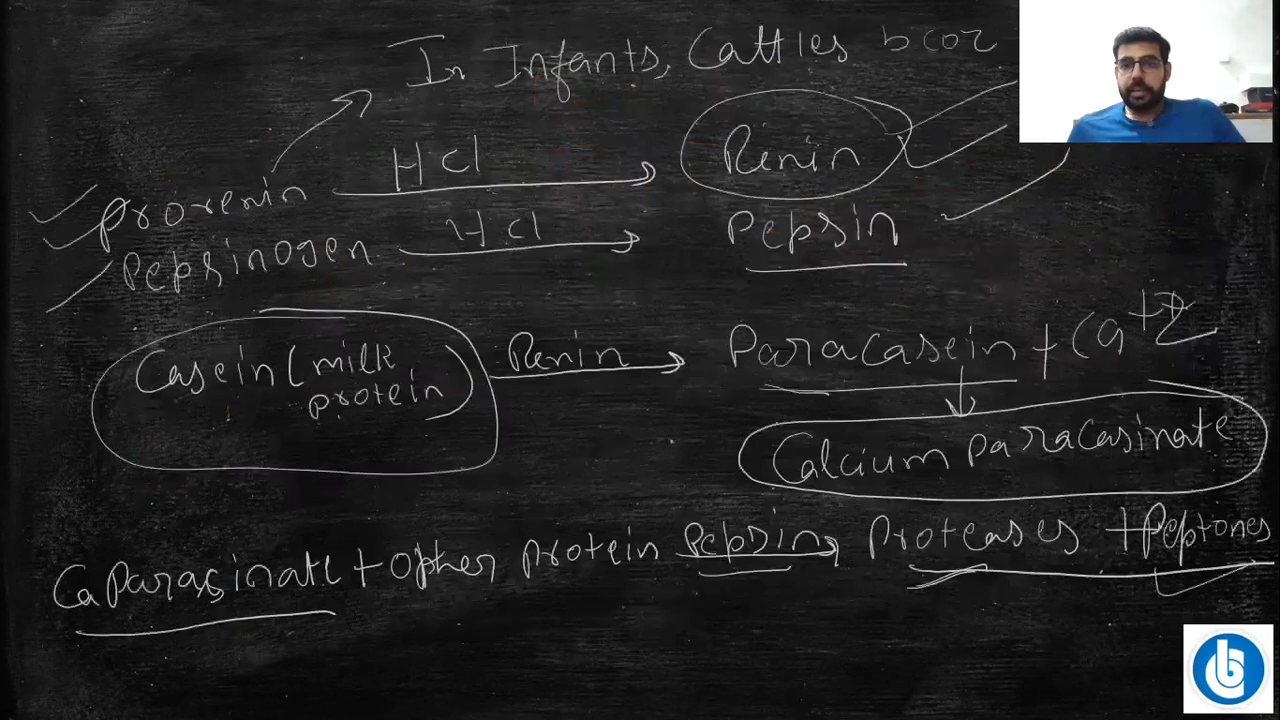 In Infants, Cattles bcoz
Prorenin HCl Renin
Pepsinogen HCl Pepsin
Casein (milk protein) Renin Paracasein + Ca+2
Calcium paracasinate
Ca Paracasinate + other protein Pepsin Proteases + Peptones